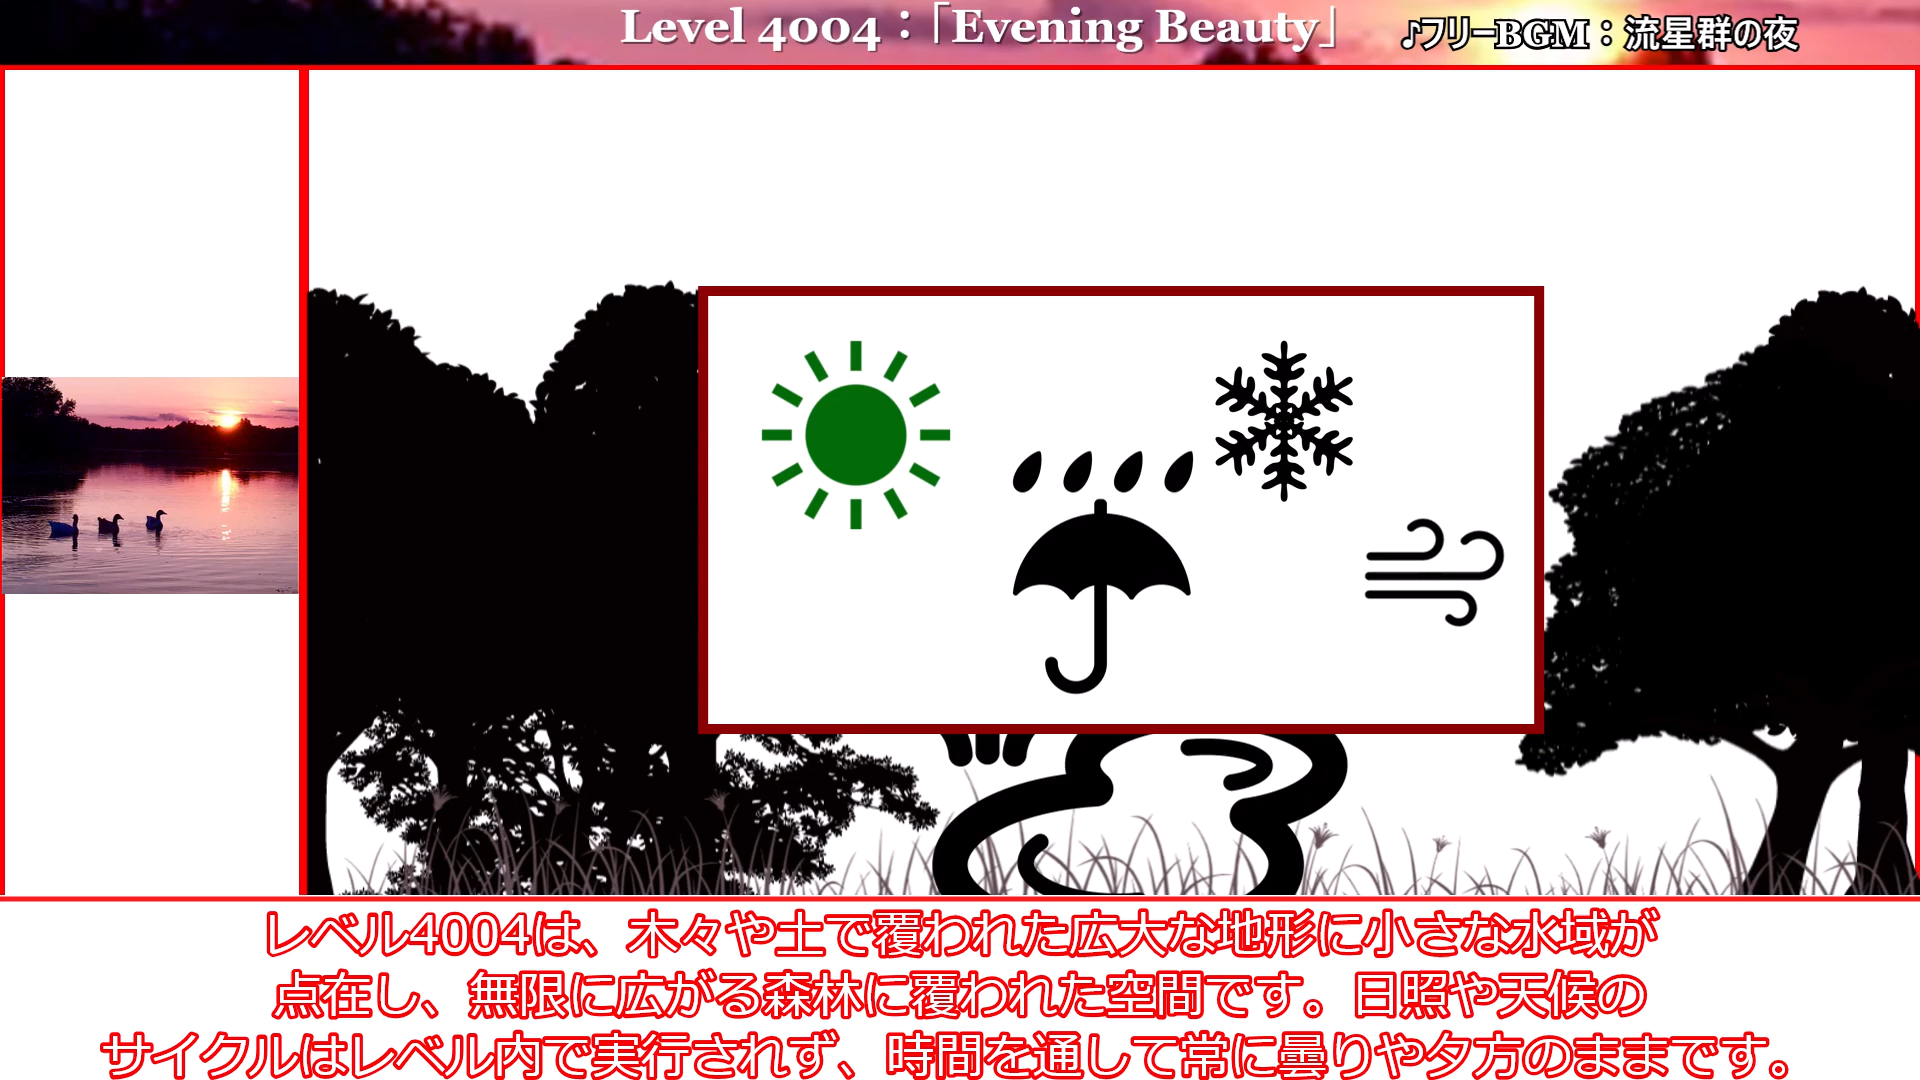 Level 4004：「Evening Beauty」
♪フリーBGM：流星群の夜
レベル4004は、木々や土で覆われた広大な地形に小さな水域が
点在し、無限に広がる森林に覆われた空間です。日照や天候の
サイクルはレベル内で実行されず、時間を通して常に曇りや夕方のままです。